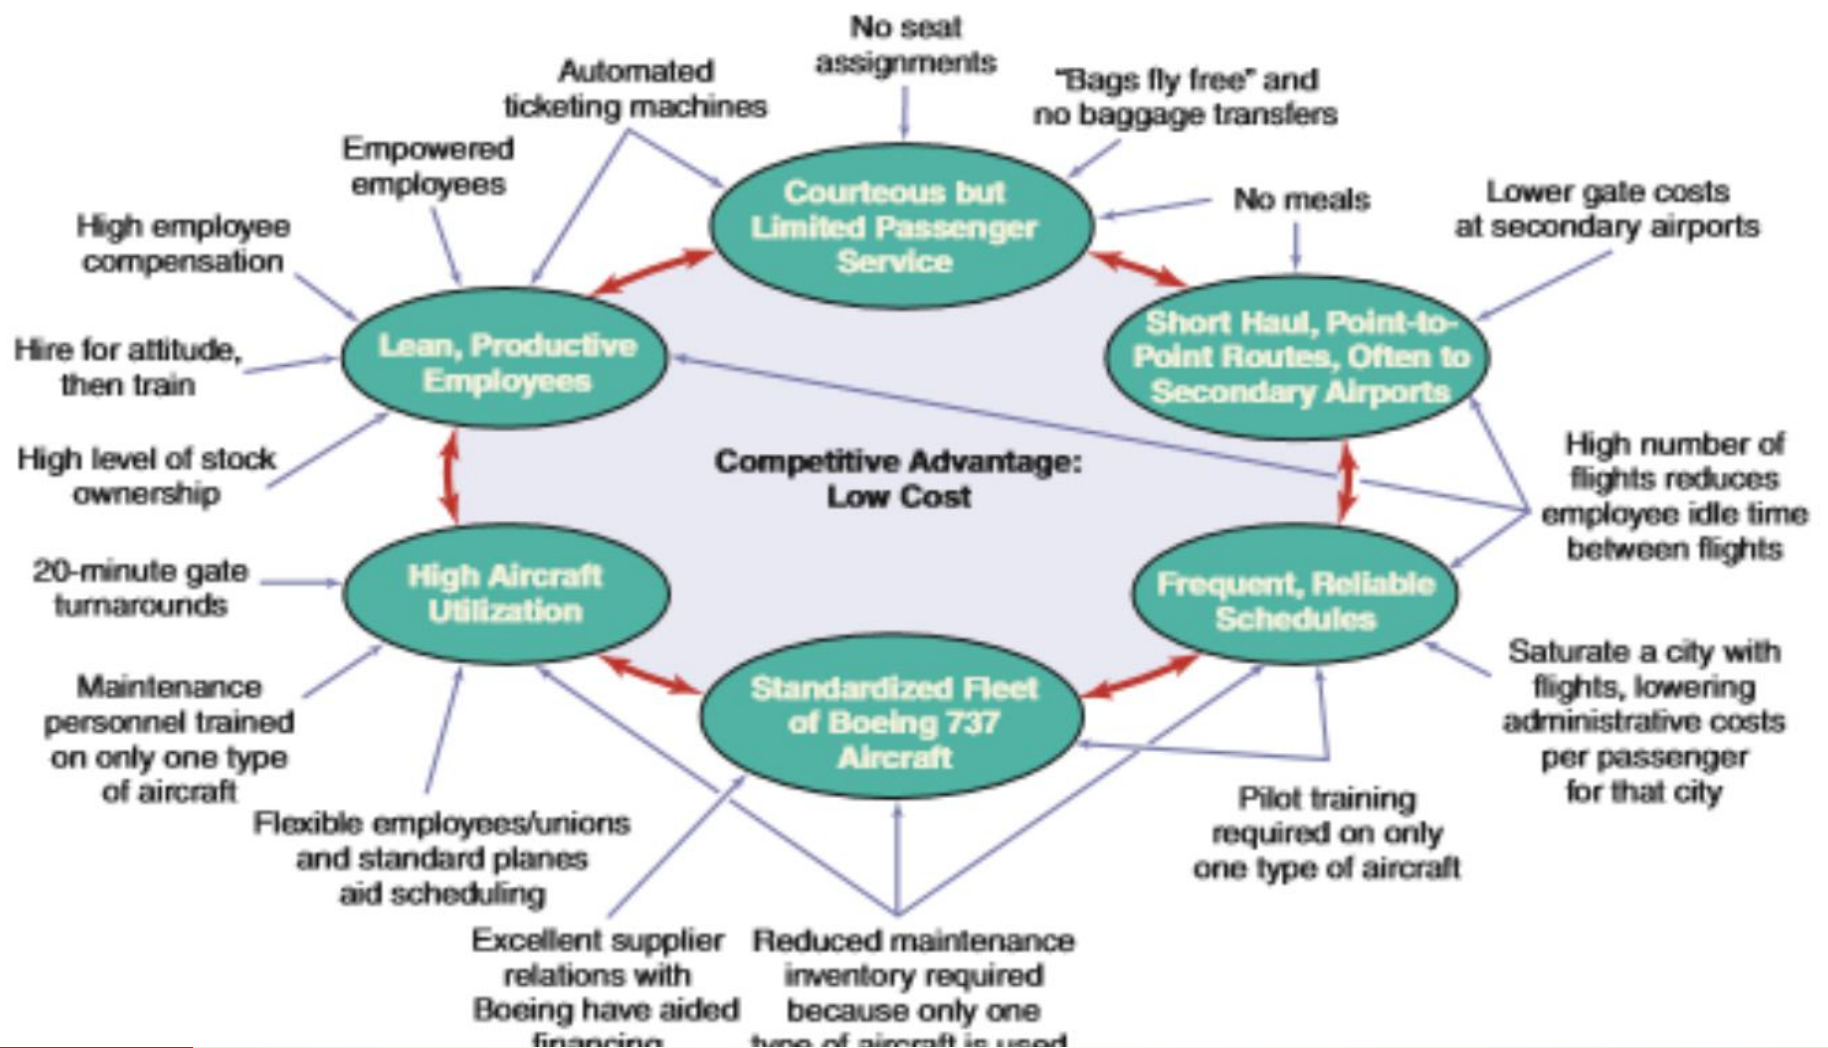 No seat
assignments
Automated
ticketing machines
"Bags fly free" and
no baggage transfers
Empowered
employees
No meals
Lower gate costs
at secondary airports
High employee
compensation
Courteous but
Limited Passenger
Service
Hire for attitude,
then train
Lean, Productive
Employees
Short Haul, Point-to-
Point Routes, Often to
Secondary Airports
High level of stock
ownership
Competitive Advantage:
Low Cost
High number of
flights reduces
employee idle time
between flights
20-minute gate
turnarounds
High Aircraft
Utilization
Frequent, Reliable
Schedules
Maintenance
personnel trained
on only one type
of aircraft
Standardized Fleet
of Boeing 737
Aircraft
Saturate a city with
flights, lowering
administrative costs
per passenger
for that city
Flexible employees/unions
and standard planes
aid scheduling
Pilot training
required on only
one type of aircraft
Excellent supplier
relations with
Boeing have aided
financing
Reduced maintenance
inventory required
because only one
type of aircraft is used